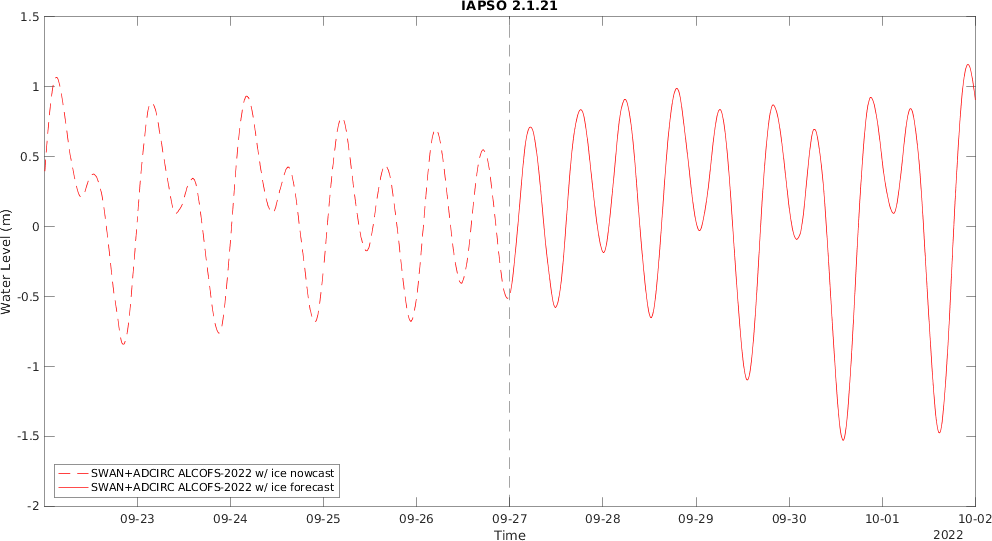 IAPSO 2.1.21
1.5
1
0.5
0
-0.5
-1
-1.5
-2
Water Level (m)
SWAN+ADCIRC ALCOFS-2022 w/ ice nowcast
SWAN+ADCIRC ALCOFS-2022 w/ ice forecast
09-23 09-24 09-25 09-26 09-27 09-28 09-29 09-30 10-01 10-02
Time
2022